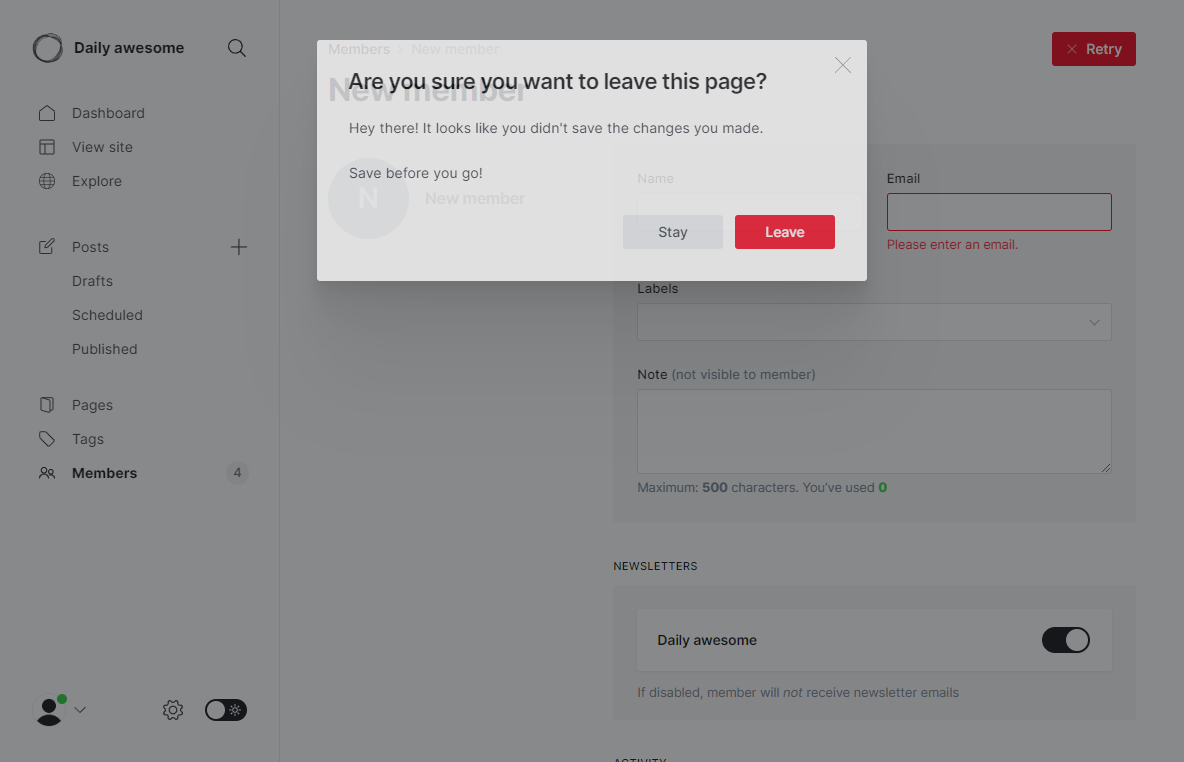 Daily awesome
Dashboard
View site
Explore
Posts
Drafts
Scheduled
Published
Pages
Tags
Members 4
Members New member
New member
Retry
Are you sure you want to leave this page?
Hey there! It looks like you didn't save the changes you made.
Save before you go!
Stay
Leave
N
New member
Name
Email
Please enter an email.
Labels
Note (not visible to member)
Maximum: 500 characters. You've used 0
NEWSLETTERS
Daily awesome
If disabled, member will not receive newsletter emails
ACTIVITY